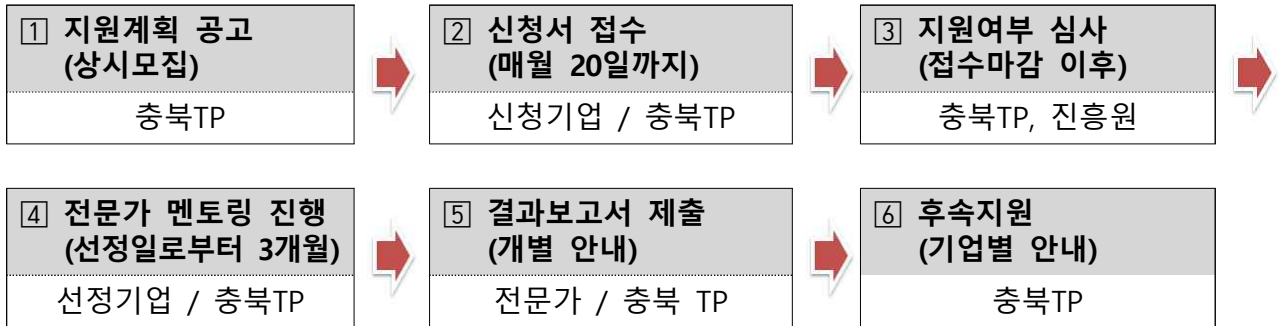 1 지원계획 공고
(상시모집)
충북TP
2 신청서 접수
(매월 20일까지)
신청기업 / 충북TP
3 지원여부 심사
(접수마감 이후)
충북TP, 진흥원
4 전문가 멘토링 진행
(선정일로부터 3개월)
선정기업 / 충북TP
5 결과보고서 제출
(개별 안내)
전문가 / 충북 TP
6 후속지원
(기업별 안내)
충북TP